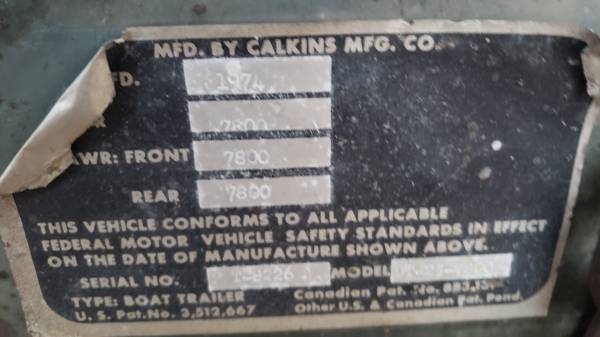 MFD. BY CALKINS MFG. CO.
FD. 1974
7800
AWR: FRONT 7800
REAR 7800
THIS VEHICLE CONFORMS TO ALL APPLICABLE
FEDERAL MOTOR VEHICLE SAFETY STANDARDS IN EFFECT
ON THE DATE OF MANUFACTURE SHOWN ABOVE.
SERIAL NO. MODEL
TYPE: BOAT TRAILER Canadian Pat. No.
U. S. Pat.No. 3,512,667 Other U.S. & Canadian Pat. Pend.